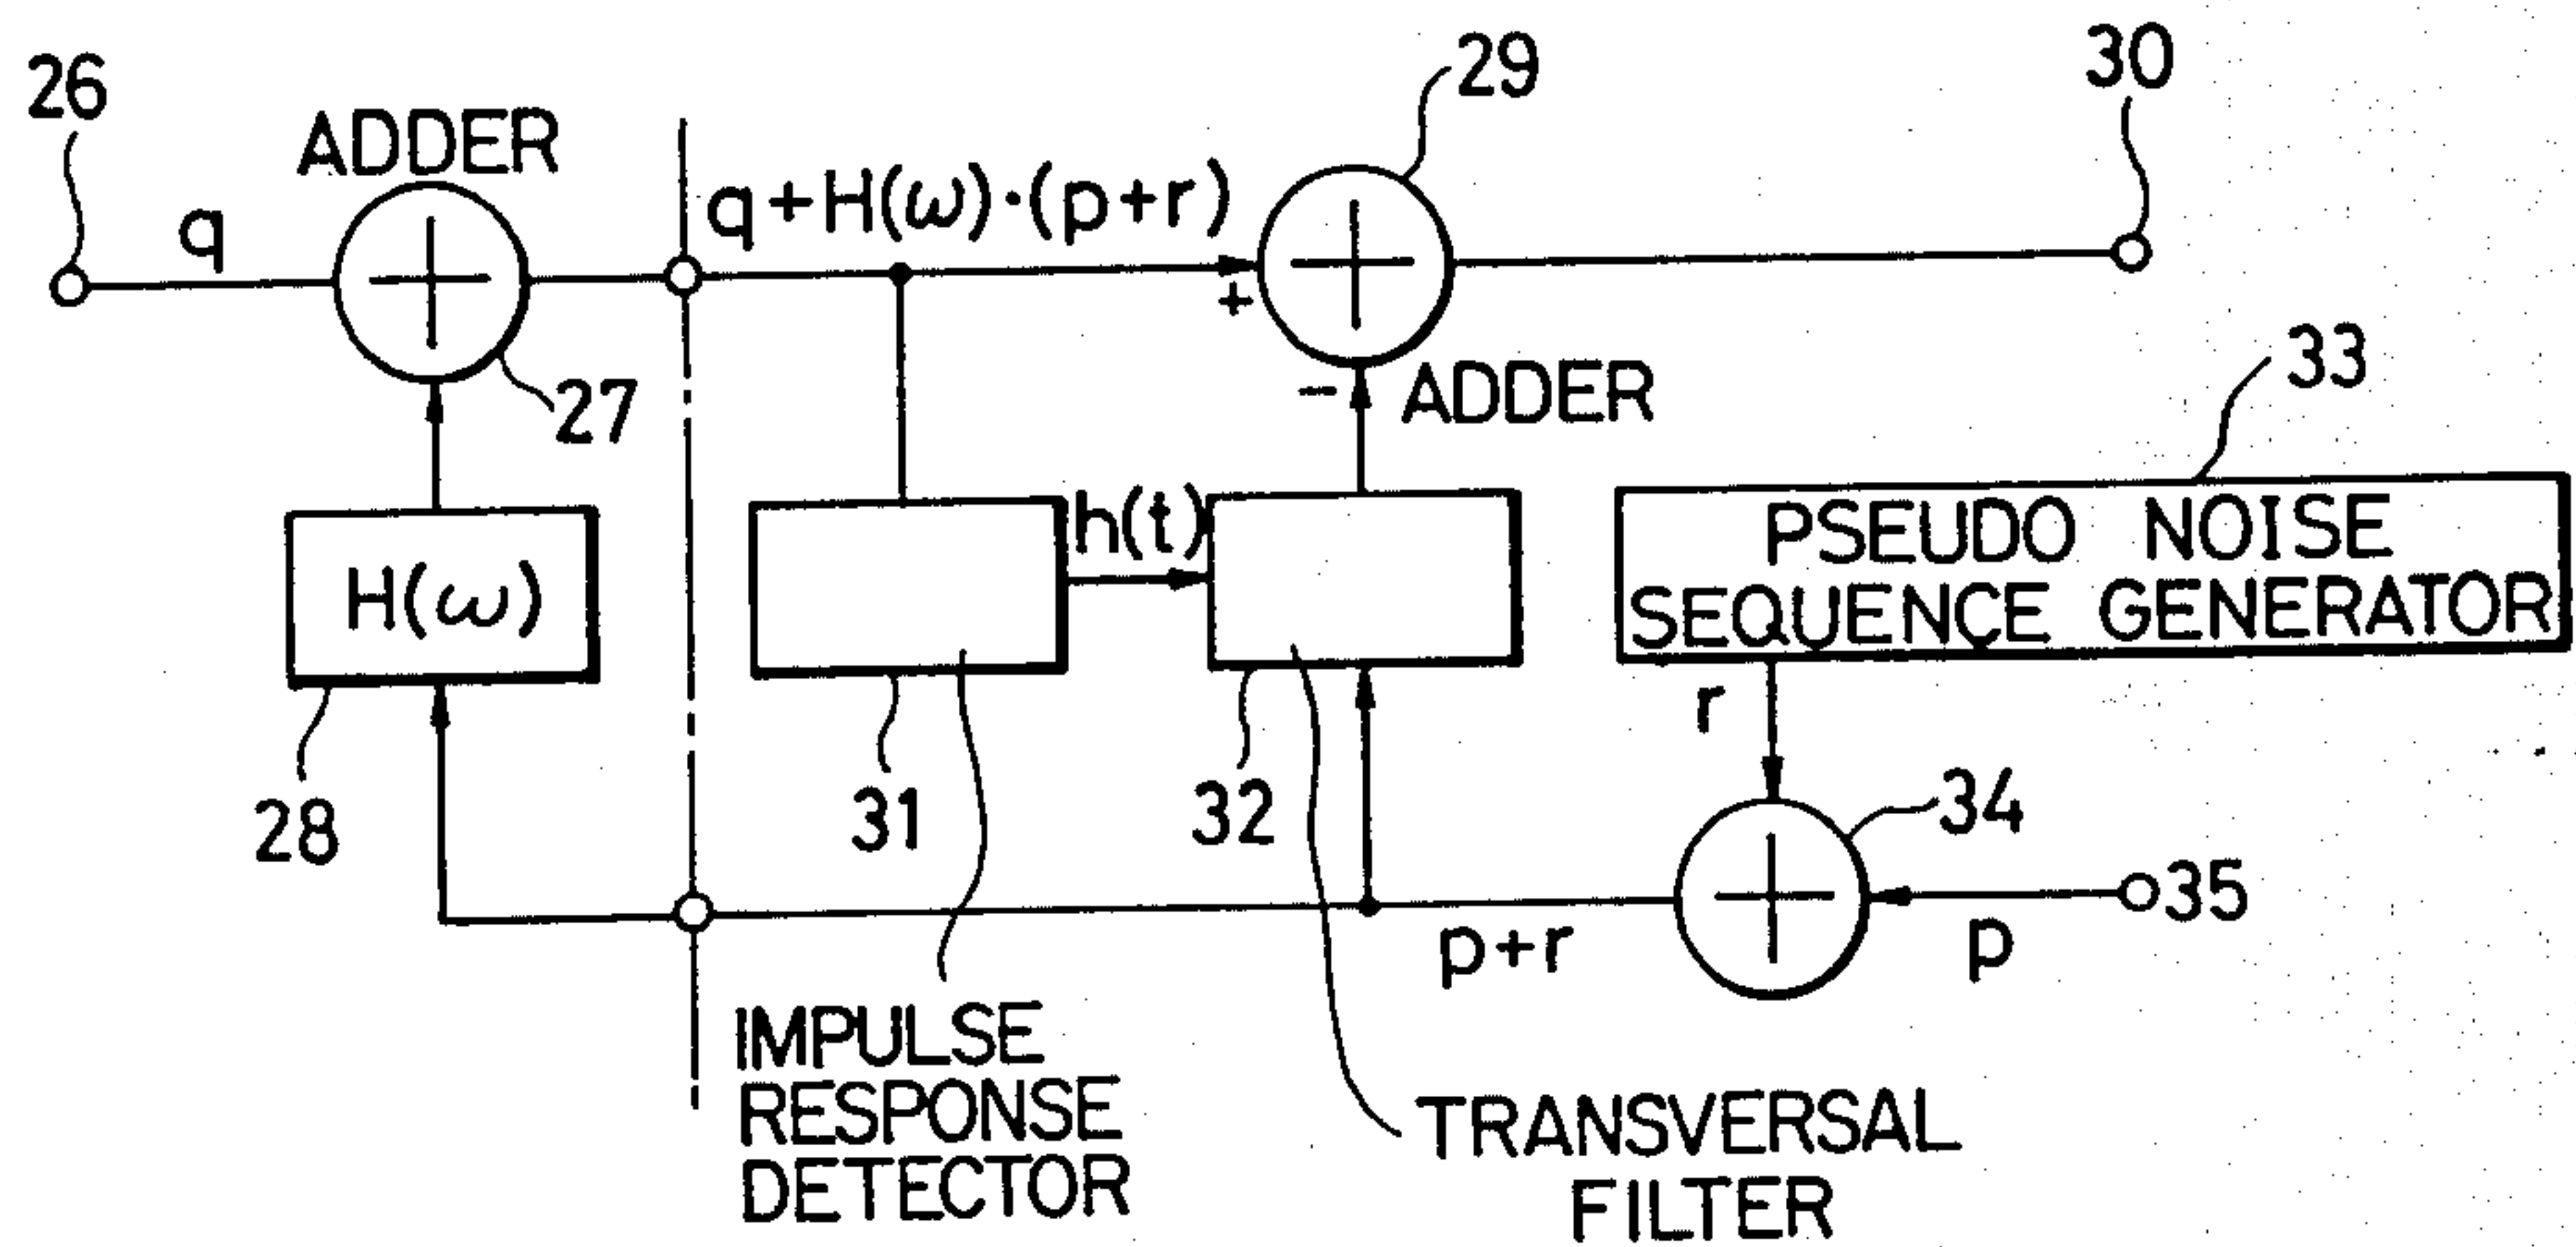 26
ADDER
q
27
H(ω)
28
q+H(ω)·(p+r)
+
29
30
-
ADDER
h(t)
31
32
33
PSEUDO NOISE
SEQUENCE GENERATOR
r
34
35
p
p+r
IMPULSE
RESPONSE
DETECTOR
TRANSVERSAL
FILTER